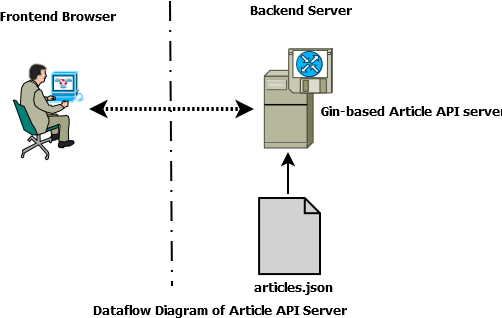 Frontend Browser
Backend Server
Gin-based Article API server
articles.json
Dataflow Diagram of Article API Server